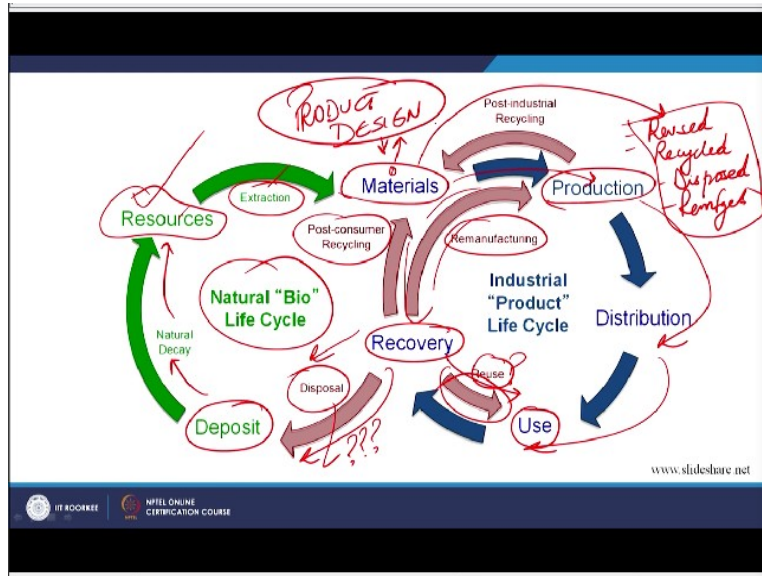 PRODUCT
DESIGN
Post-industrial
Recycling
Reused
Recycled
Disposed
Remfged
Materials
Production
Extraction
Resources
Post-consumer
Recycling
Remanufacturing
Natural "Bio"
Life Cycle
Industrial
"Product"
Life Cycle
Distribution
Natural
Decay
Recovery
Reuse
Disposal
Deposit
Use
???
www.slideshare.net
IIT ROORKEE
NPTEL ONLINE
CERTIFICATION COURSE